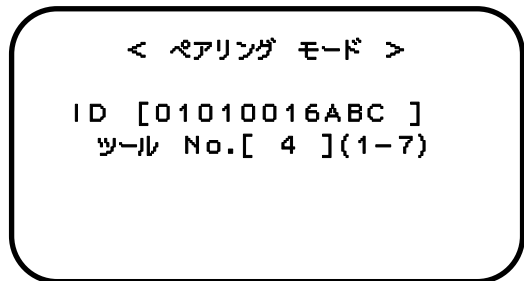 < ペアリング モード >
ID [01010016ABC ]
ツール No.[ 4 ](1-7)